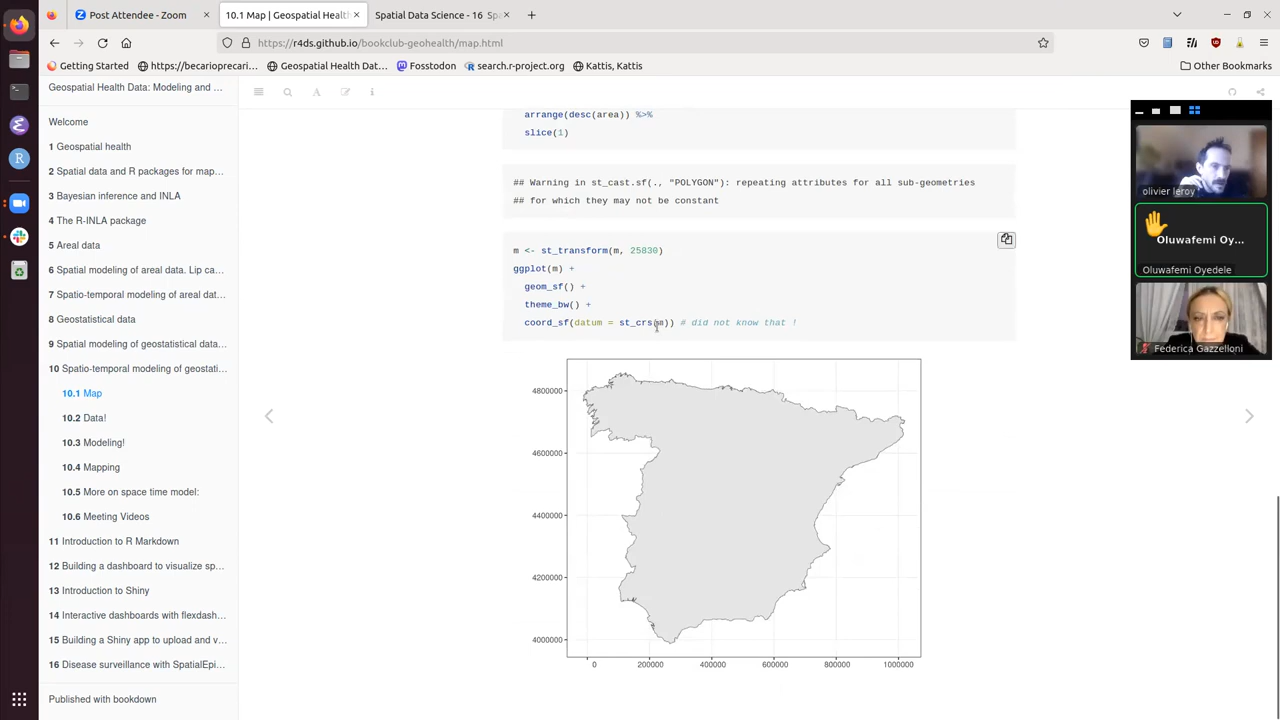 Post Attendee - Zoom
10.1 Map | Geospatial Healt
Spatial Data Science - 16 Spa
https://r4ds.github.io/bookclub-geohealth/map.html
Getting Started
https://becarioprecari...
Geospatial Health Dat...
Fosstodon
search.r-project.org
Kattis, Kattis
Other Bookmarks
Geospatial Health Data: Modeling and ...
Welcome
1 Geospatial health
2 Spatial data and R packages for map...
3 Bayesian inference and INLA
4 The R-INLA package
5 Areal data
6 Spatial modeling of areal data. Lip ca...
7 Spatio-temporal modeling of areal dat...
8 Geostatistical data
9 Spatial modeling of geostatistical data...
10 Spatio-temporal modeling of geostati...
10.1 Map
10.2 Data!
10.3 Modeling!
10.4 Mapping
10.5 More on space time model:
10.6 Meeting Videos
11 Introduction to R Markdown
12 Building a dashboard to visualize sp...
13 Introduction to Shiny
14 Interactive dashboards with flexdash...
15 Building a Shiny app to upload and v...
16 Disease surveillance with SpatialEpi...
Published with bookdown
arrange(desc(area)) %>%
slice(1)
## Warning in st_cast.sf(., "POLYGON"): repeating attributes for all sub-geometries
## for which they may not be constant
m <- st_transform(m, 25830)
ggplot(m) +
geom_sf() +
theme_bw() +
coord_sf(datum = st_crs(m)) # did not know that !
4800000
4600000
4400000
4200000
4000000
0
200000
400000
600000
800000
1000000
olivier leroy
Oluwafemi Oy...
Oluwafemi Oyedele
Federica Gazzelloni